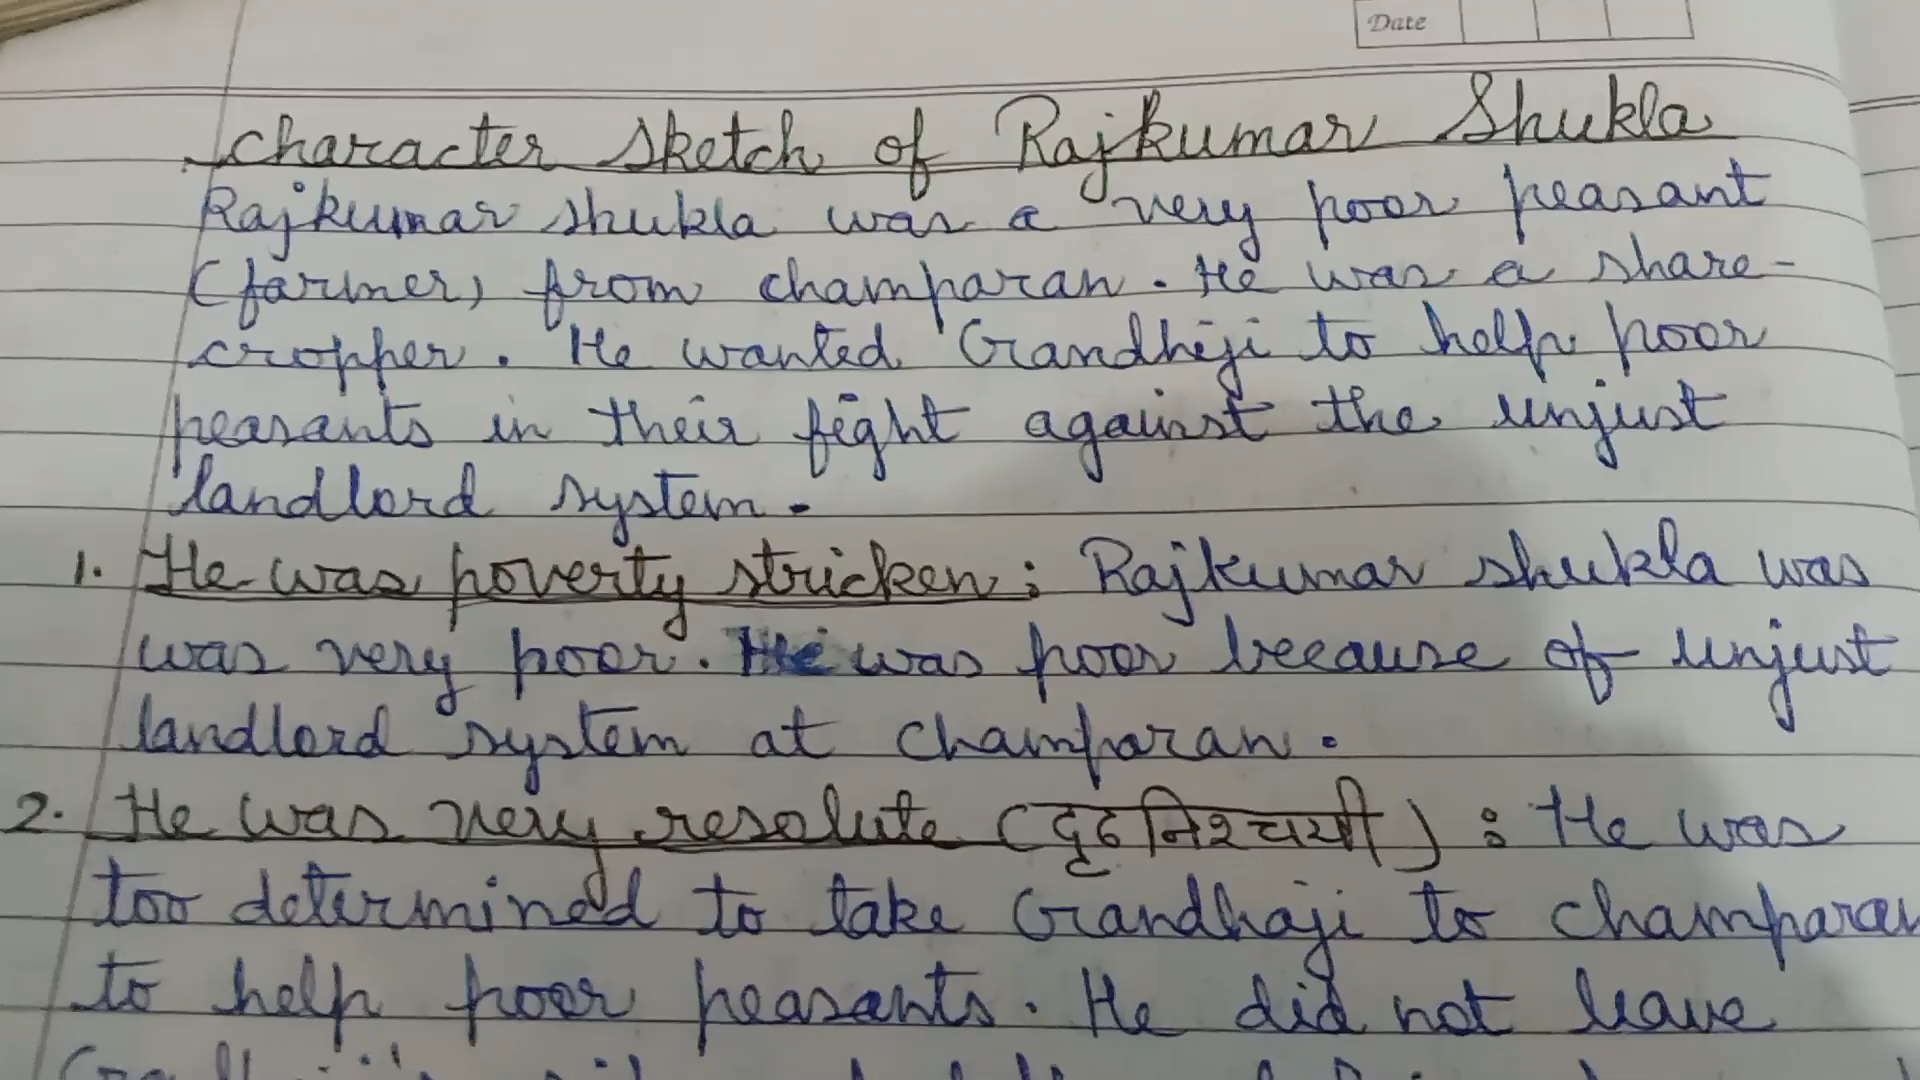 Date
character sketch of Rajkumar Shukla
Rajkumar shukla was a very poor peasant
(farmer) from champaran. He was a share-
cropper. He wanted Gandhiji to help poor
peasants in their fight against the unjust
landlord system.
1. He was poverty stricken: Rajkumar shukla was
was very poor. He was poor because of unjust
landlord system at champaran.
2. He was very resolute (दृढ़ निश्चयी): He was
too determined to take Gandhaji to champaran
to help poor peasants. He did not leave